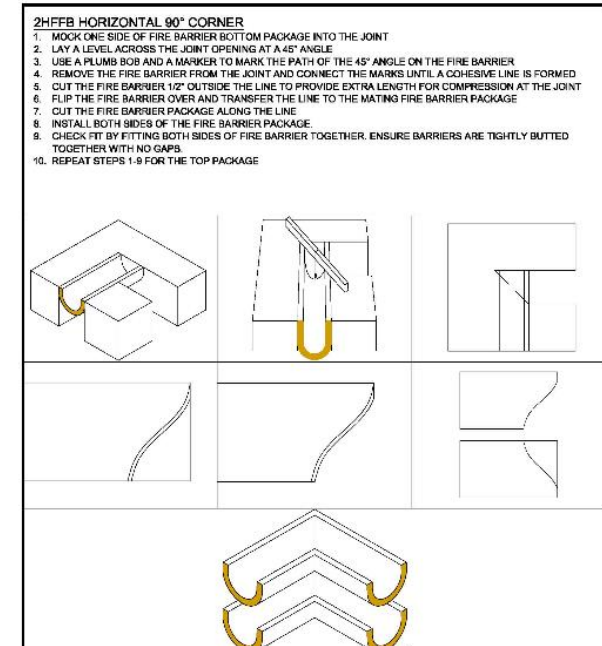 2HFFB HORIZONTAL 90° CORNER
1. MOCK ONE SIDE OF FIRE BARRIER BOTTOM PACKAGE INTO THE JOINT
2. LAY A LEVEL ACROSS THE JOINT OPENING AT A 45° ANGLE
3. USE A PLUMB BOB AND A MARKER TO MARK THE PATH OF THE 45° ANGLE ON THE FIRE BARRIER
4. REMOVE THE FIRE BARRIER FROM THE JOINT AND CONNECT THE MARKS UNTIL A COHESIVE LINE IS FORMED
5. CUT THE FIRE BARRIER 1/2" OUTSIDE THE LINE TO PROVIDE EXTRA LENGTH FOR COMPRESSION AT THE JOINT
6. FLIP THE FIRE BARRIER OVER AND TRANSFER THE LINE TO THE MATING FIRE BARRIER PACKAGE
7. CUT THE FIRE BARRIER PACKAGE ALONG THE LINE
8. INSTALL BOTH SIDES OF THE FIRE BARRIER PACKAGE.
9. CHECK FIT BY FITTING BOTH SIDES OF FIRE BARRIER TOGETHER. ENSURE BARRIERS ARE TIGHTLY BUTTED
TOGETHER WITH NO GAPS.
10. REPEAT STEPS 1-9 FOR THE TOP PACKAGE